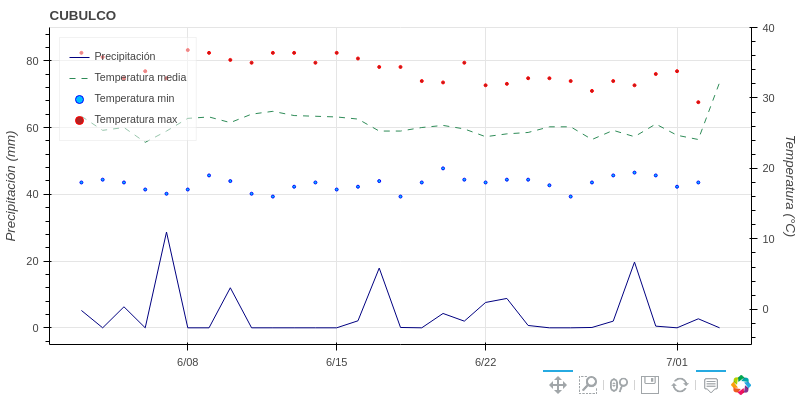 CUBULCO
Precipitación
Temperatura media
Temperatura min
Temperatura max
Precipitación (mm)
80
60
40
20
0
Temperatura (°C)
40
30
20
10
0
6/08
6/15
6/22
7/01